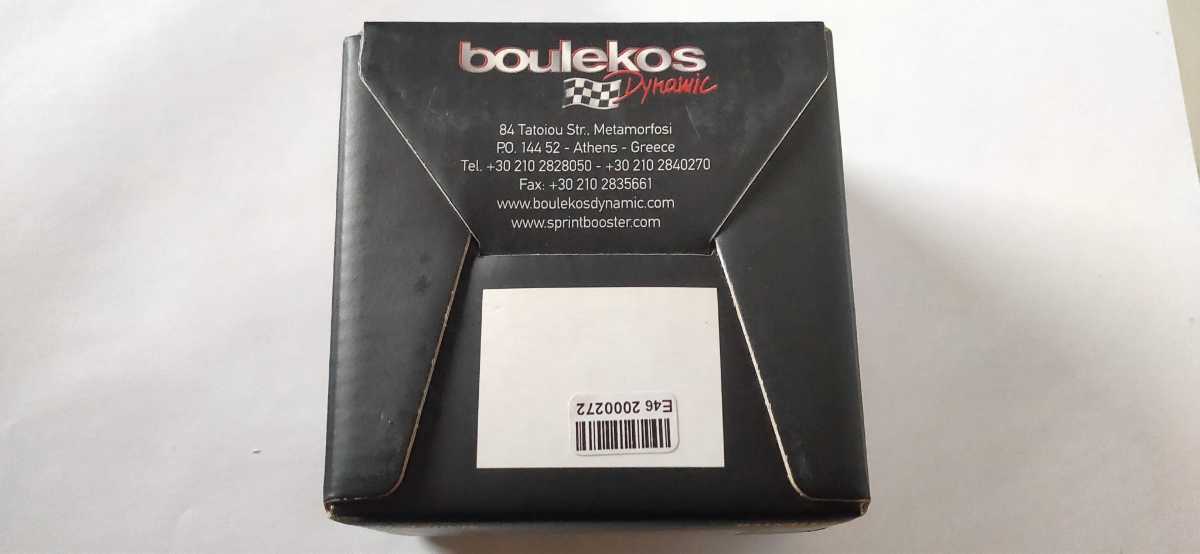 boulekos
Dynamic
84 Tatoiou Str., Metamorfosi
P.O. 144 52 - Athens - Greece
Tel. +30 210 2828050 - +30 210 2840270
Fax: +30 210 2835661
www.boulekosdynamic.com
www.sprintbooster.com
E46 2000272